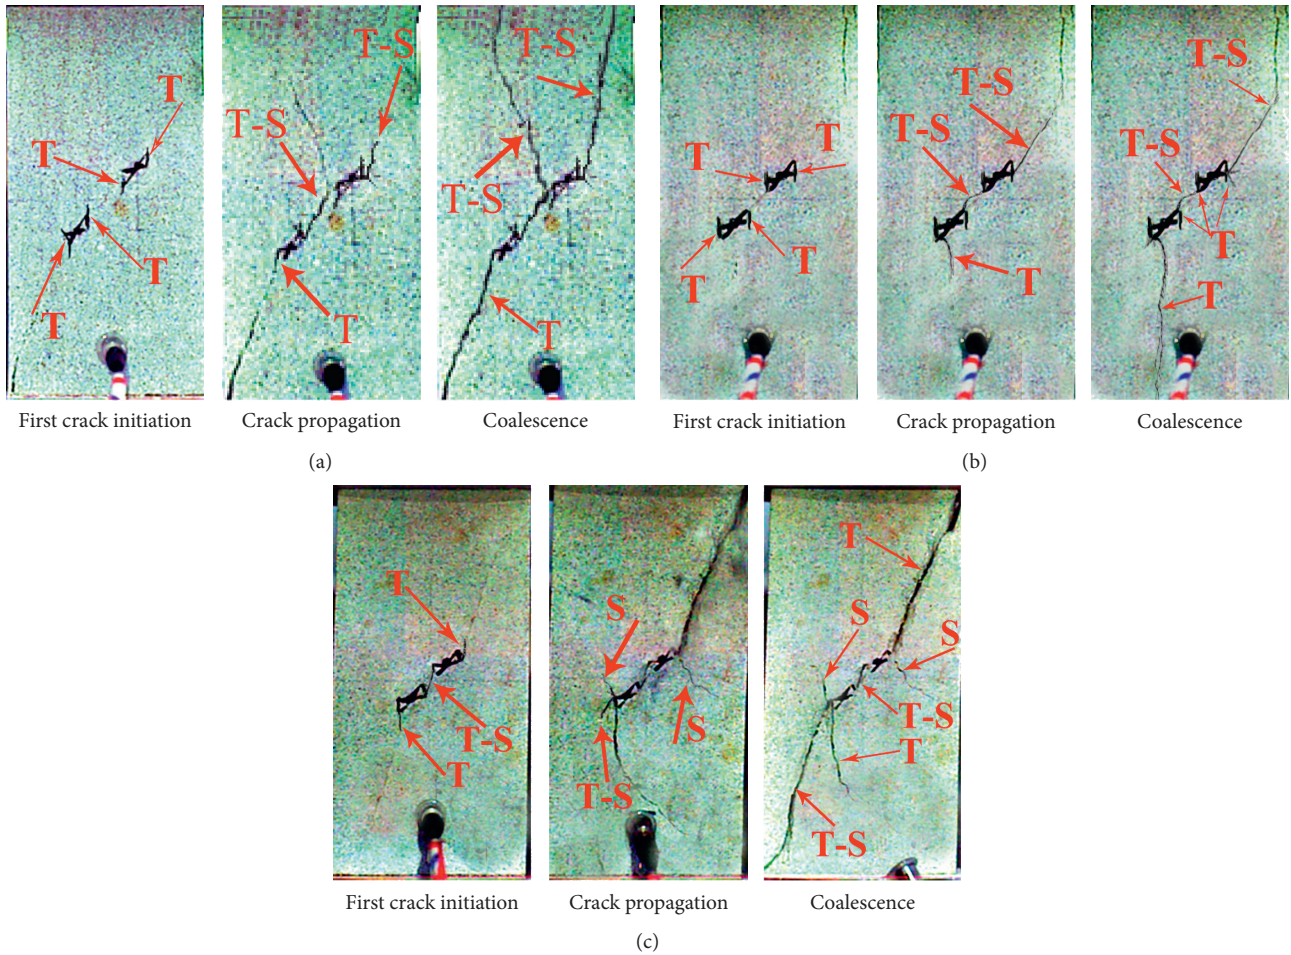 T
T
T
T
First crack initiation
T-S
T-S
T
Crack propagation
T-S
T-S
T
Coalescence
(a)
T
T
T
T
First crack initiation
T-S
T-S
T
Crack propagation
T-S
T-S
T
T
Coalescence
(b)
T
T-S
T
First crack initiation
S
S
T-S
Crack propagation
T
S
S
T-S
T
T-S
Coalescence
(c)